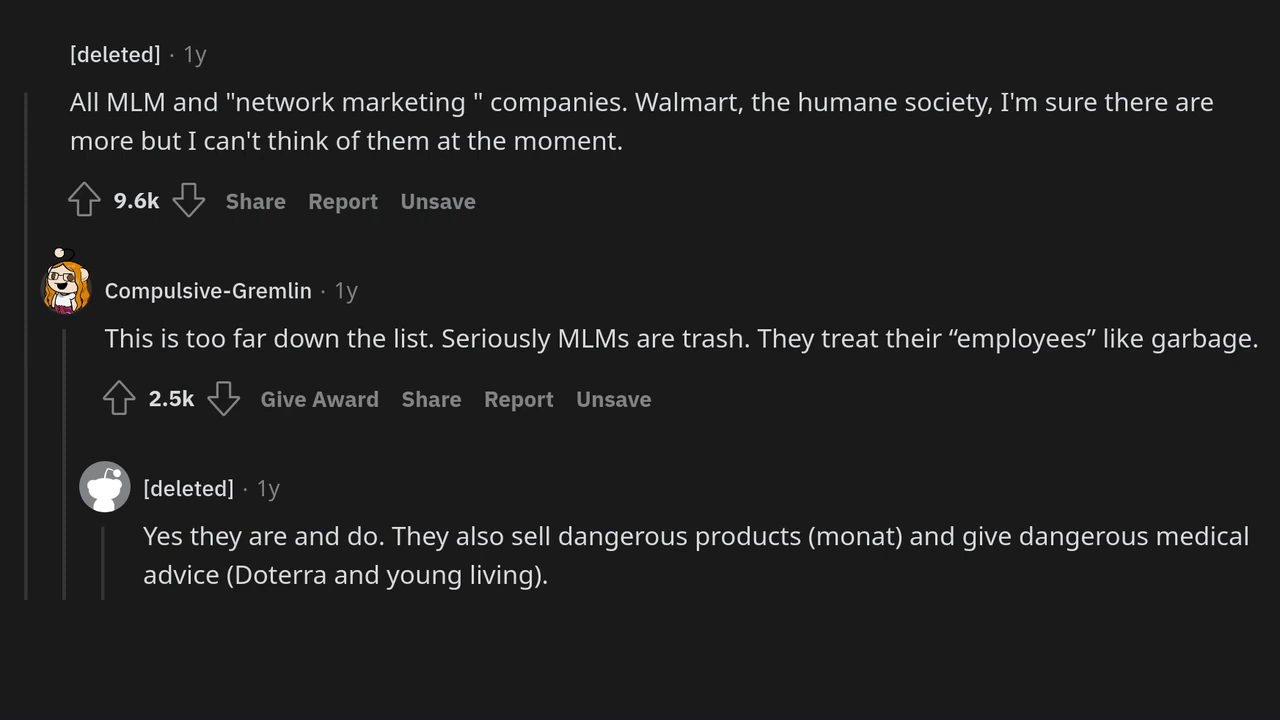 [deleted] · 1y
All MLM and "network marketing " companies. Walmart, the humane society, I'm sure there are
more but I can't think of them at the moment.
9.6k Share Report Unsave
Compulsive-Gremlin · 1y
This is too far down the list. Seriously MLMs are trash. They treat their “employees” like garbage.
2.5k Give Award Share Report Unsave
[deleted] · 1y
Yes they are and do. They also sell dangerous products (monat) and give dangerous medical
advice (Doterra and young living).